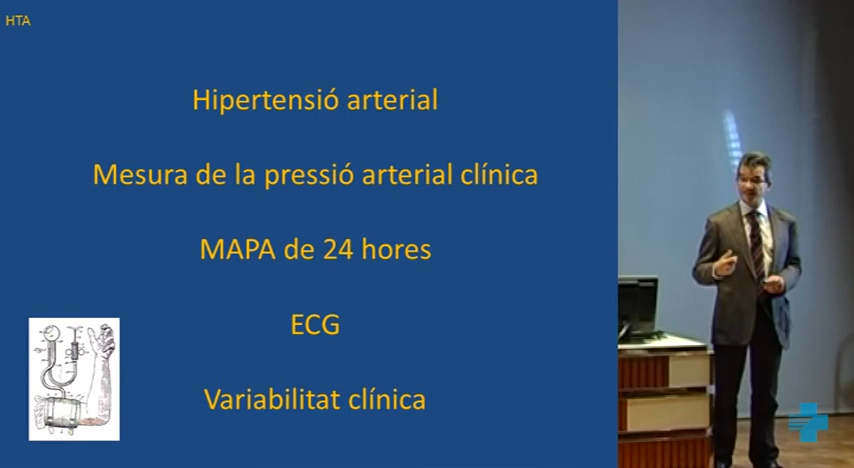 HTA
Hipertensió arterial
Mesura de la pressió arterial clínica
MAPA de 24 hores
ECG
Variabilitat clínica